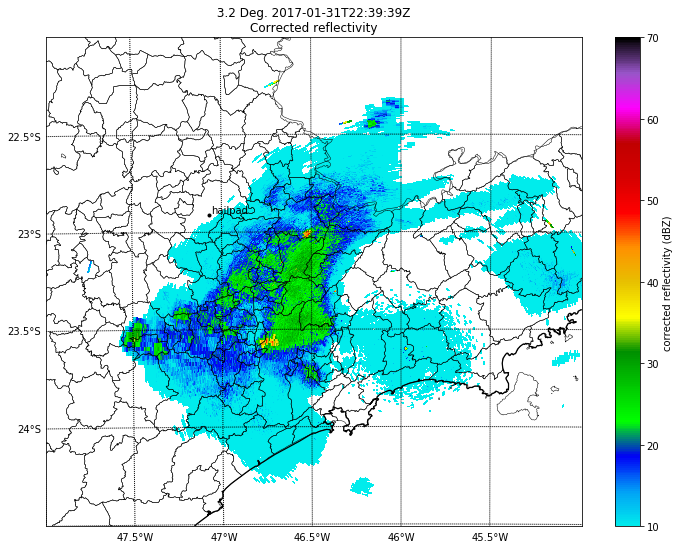 3.2 Deg. 2017-01-31T22:39:39Z
Corrected reflectivity
70
60
50
40
30
20
10
corrected reflectivity (dBZ)
22.5°S
23°S
23.5°S
24°S
hailpad
47.5°W
47°W
46.5°W
46°W
45.5°W